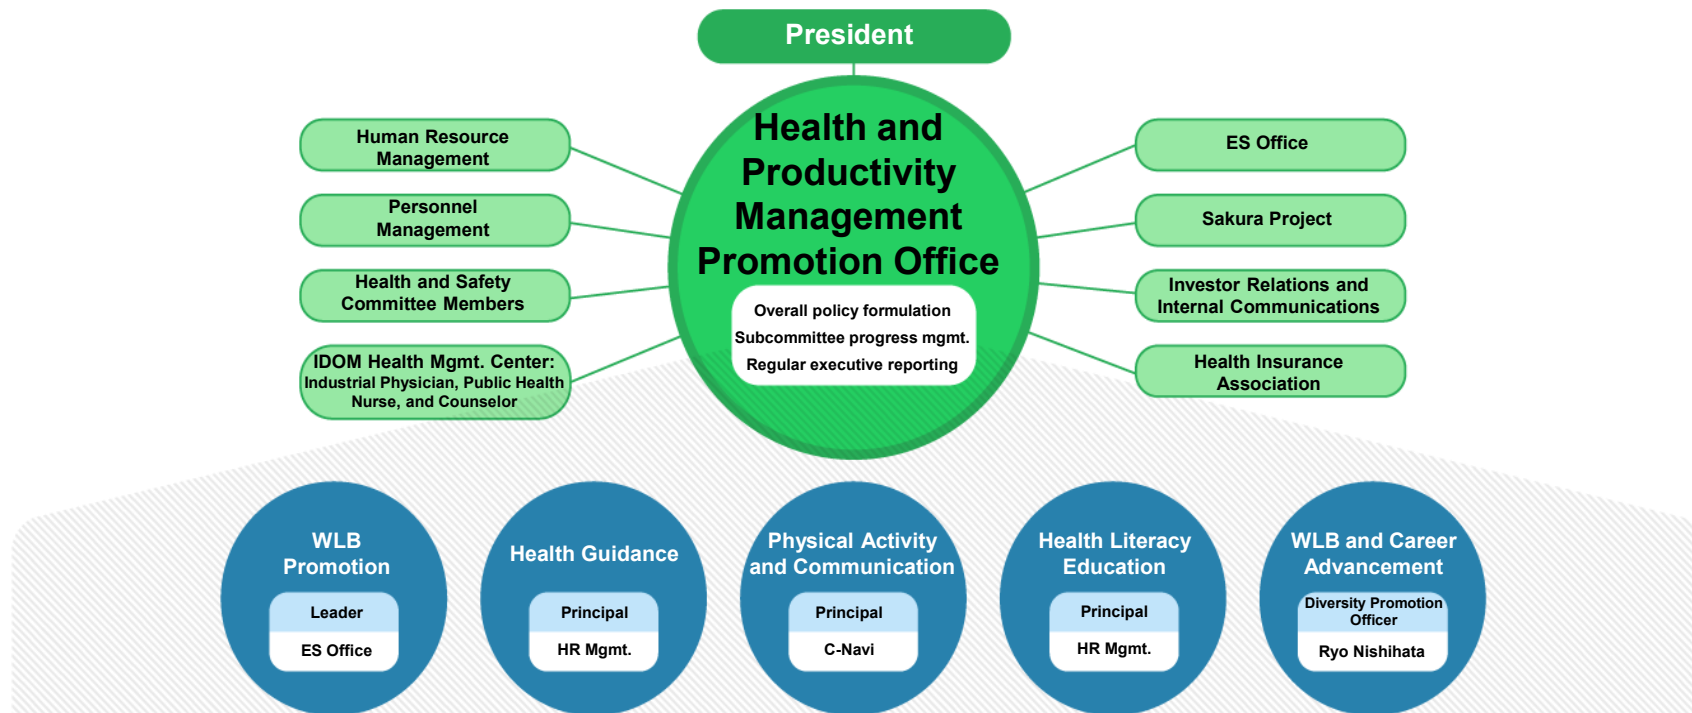 President
Health and
Productivity
Management
Promotion Office
Overall policy formulation
Subcommittee progress mgmt.
Regular executive reporting
Human Resource
Management
Personnel
Management
Health and Safety
Committee Members
IDOM Health Mgmt. Center:
Industrial Physician, Public Health
Nurse, and Counselor
ES Office
Sakura Project
Investor Relations and
Internal Communications
Health Insurance
Association
WLB
Promotion
Leader
ES Office
Health Guidance
Principal
HR Mgmt.
Physical Activity
and Communication
Principal
C-Navi
Health Literacy
Education
Principal
HR Mgmt.
WLB and Career
Advancement
Diversity Promotion
Officer
Ryo Nishihata